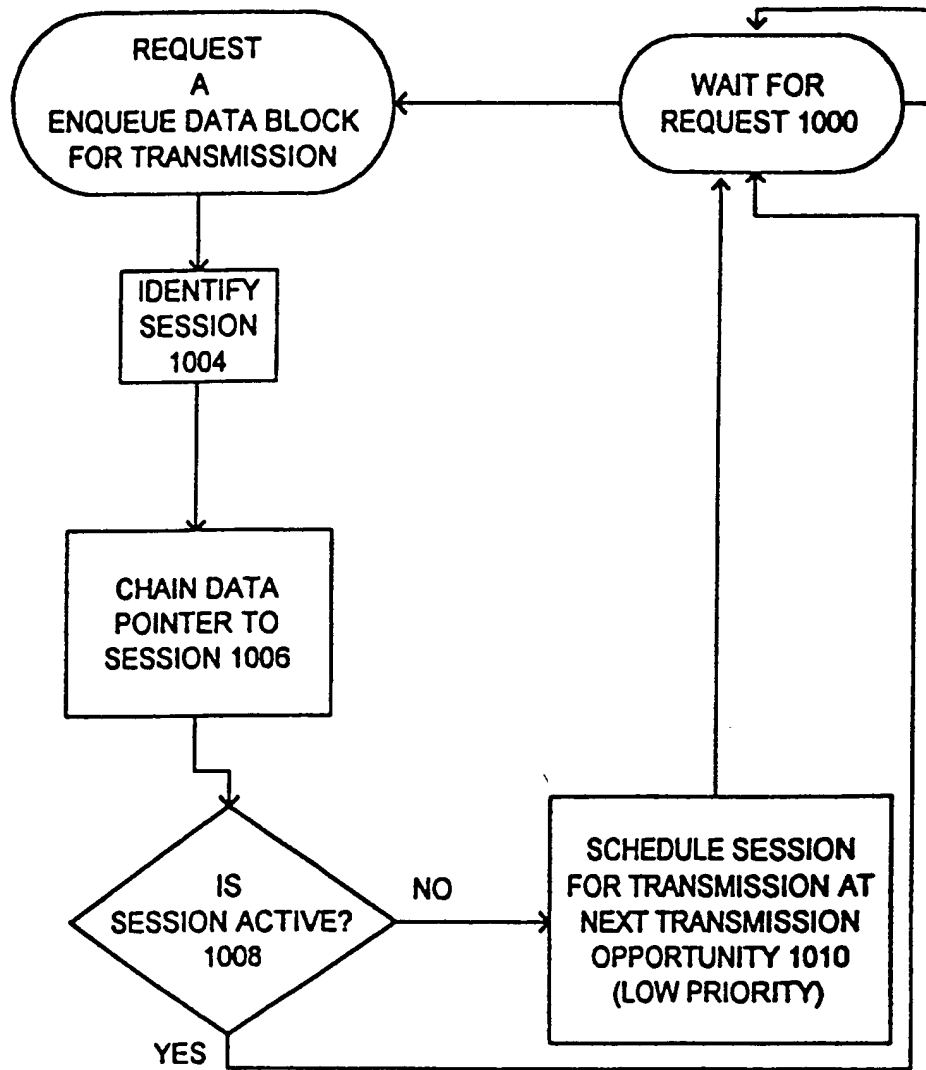 REQUEST
A
ENQUEUE DATA BLOCK
FOR TRANSMISSION
WAIT FOR
REQUEST 1000
IDENTIFY
SESSION
1004
CHAIN DATA
POINTER TO
SESSION 1006
IS
SESSION ACTIVE?
1008
NO
SCHEDULE SESSION
FOR TRANSMISSION AT
NEXT TRANSMISSION
OPPORTUNITY 1010
(LOW PRIORITY)
YES